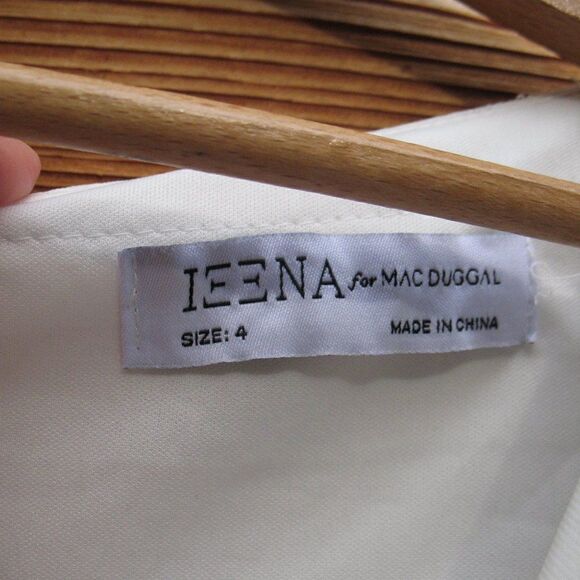 IEENA for MAC DUGGAL
SIZE: 4 MADE IN CHINA